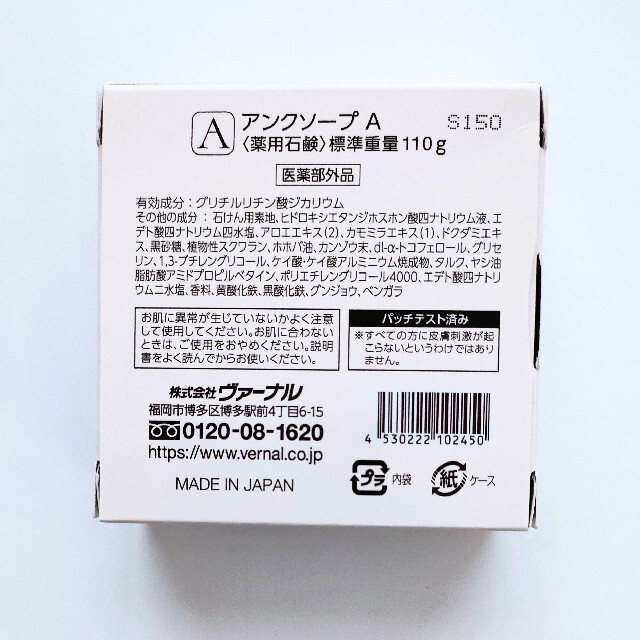 A アンクソープ A S150
〈薬用石鹸〉標準重量110g
医薬部外品
有効成分：グリチルリチン酸ジカリウム
その他の成分：石けん用素地、ヒドロキシエタンジホスホン酸四ナトリウム液、エ
デト酸四ナトリウム四水塩、アロエエキス(2)、カモミラエキス(1)、ドクダミエキ
ス、黒砂糖、植物性スクワラン、ホホバ油、カンゾウ末、dl-α-トコフェロール、グリセ
リン、1,3-ブチレングリコール、ケイ酸・ケイ酸アルミニウム焼成物、タルク、ヤシ油
脂肪酸アミドプロピルベタイン、ポリエチレングリコール4000、エデト酸四ナトリ
ウム二水塩、香料、黄酸化鉄、黒酸化鉄、グンジョウ、ベンガラ
お肌に異常が生じていないかよく注意
して使用してください。お肌に合わない
ときは、ご使用をおやめください。説明
書をよく読んでからお使いください。
パッチテスト済み
※すべての方に皮膚刺激が起
こらないというわけではあり
ません。
株式会社ヴァーナル
福岡市博多区博多駅前4丁目6-15
0120-08-1620
https://www.vernal.co.jp
MADE IN JAPAN
4 530222 102450
プラ 内袋 紙 ケース